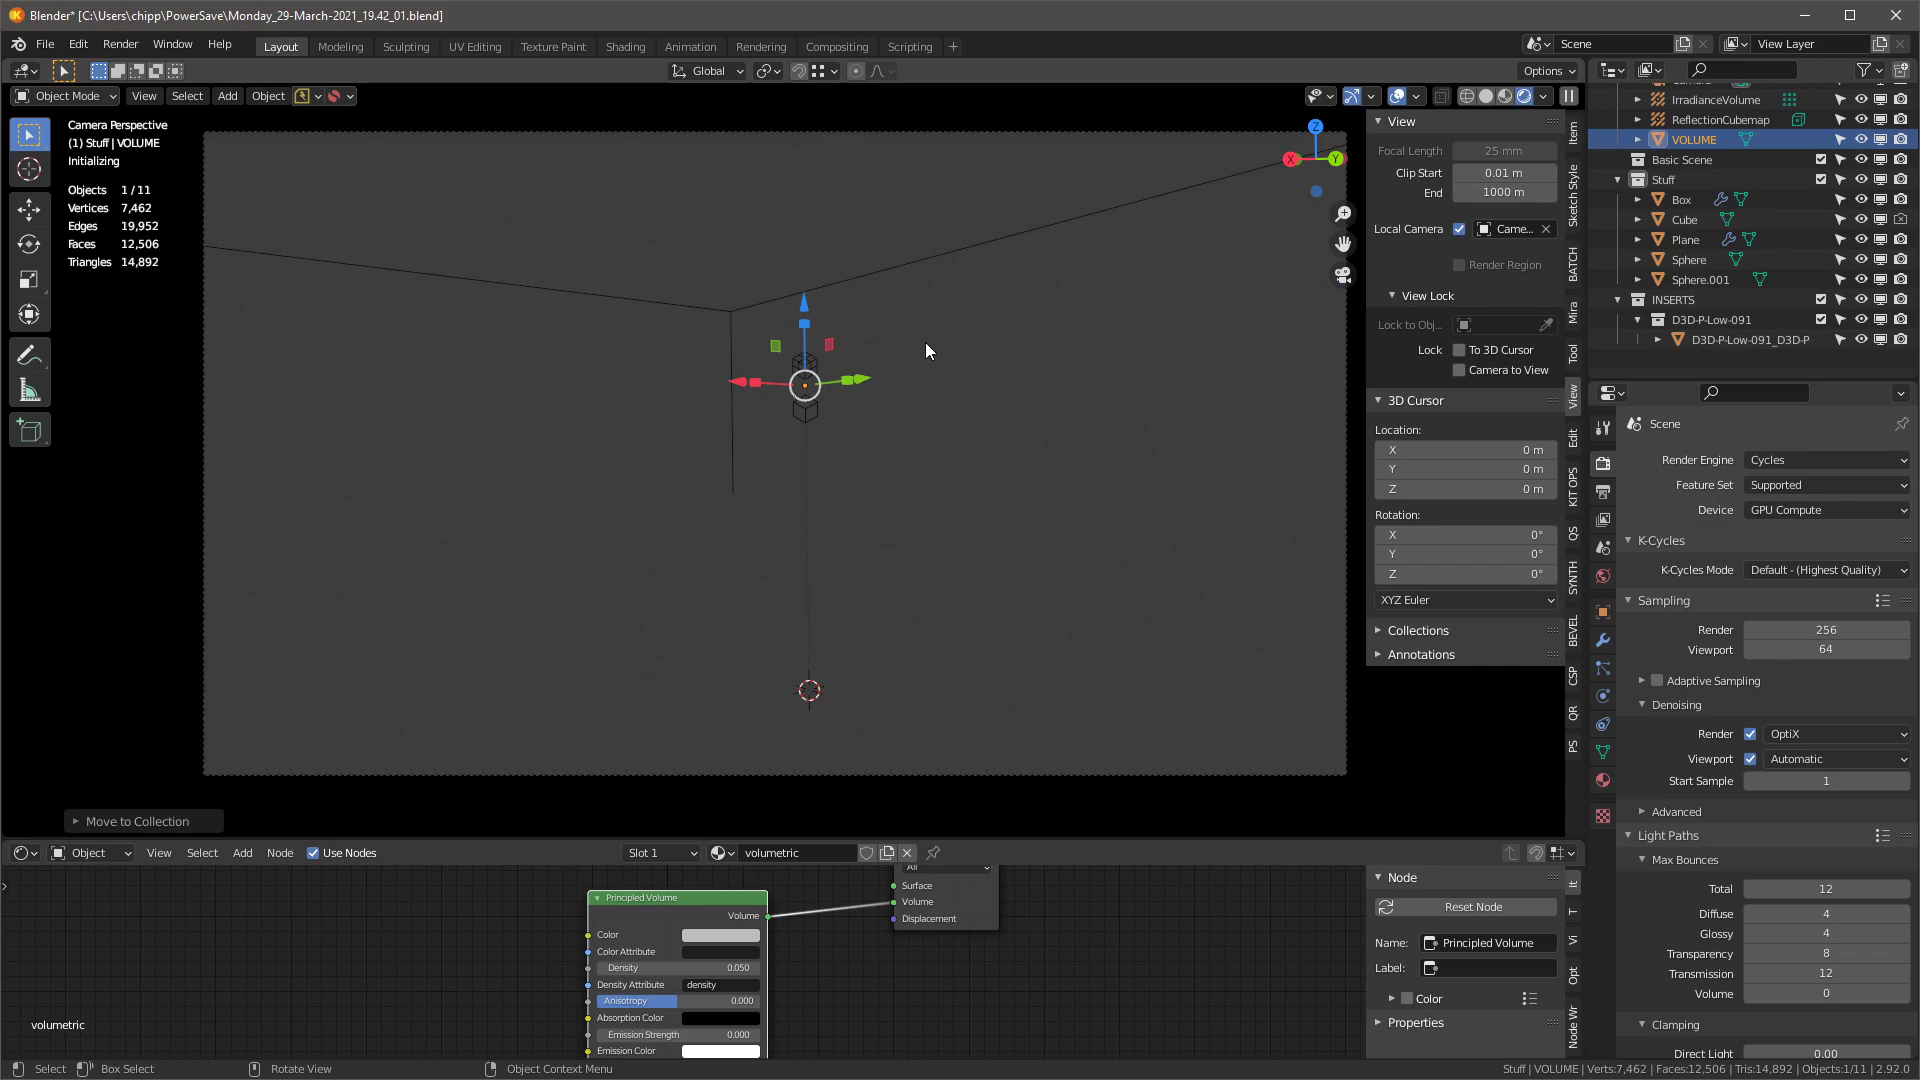 Blender* [C:\Users\chipp\PowerSave\Monday_29-March-2021_19.42_01.blend]
File Edit Render Window Help Layout Modeling Sculpting UV Editing Texture Paint Shading Animation Rendering Compositing Scripting Scene View Layer
Global Options
Object Mode View Select Add Object
Camera Perspective
(1) Stuff | VOLUME
Initializing
Objects 1 / 11
Vertices 7,462
Edges 19,952
Faces 12,506
Triangles 14,892
Z
X
Y
View
Focal Length 25 mm
Clip Start 0.01 m
End 1000 m
Local Camera Came...
Render Region
View Lock
Lock to Obj...
Lock To 3D Cursor
Camera to View
3D Cursor
Location:
X 0 m
Y 0 m
Z 0 m
Rotation:
X 0°
Y 0°
Z 0°
XYZ Euler
Collections
Annotations
Item
Sketch Style
BATCH
Mira
Tool
View
Edit
KIT OPS
QS
SYNTH
BEVEL
CSP
QR
PS
IrradianceVolume
ReflectionCubemap
VOLUME
Basic Scene
Stuff
Box
Cube
Plane
Sphere
Sphere.001
INSERTS
D3D-P-Low-091
D3D-P-Low-091_D3D-P
Scene
Render Engine Cycles
Feature Set Supported
Device GPU Compute
K-Cycles
K-Cycles Mode Default - (Highest Quality)
Sampling
Render 256
Viewport 64
Adaptive Sampling
Denoising
Render OptiX
Viewport Automatic
Start Sample 1
Advanced
Light Paths
Max Bounces
Total 12
Diffuse 4
Glossy 4
Transparency 8
Transmission 12
Volume 0
Clamping
Direct Light 0.00
Move to Collection
Object View Select Add Node Use Nodes Slot 1 volumetric
All
Surface
Volume
Displacement
Principled Volume
Volume
Color
Color Attribute
Density 0.050
Density Attribute density
Anisotropy 0.000
Absorption Color
Emission Strength 0.000
Emission Color
volumetric
Node
Reset Node
Name: Principled Volume
Label:
Color
Properties
It
T
Vi
Opt
Node Wr
Select Box Select Rotate View Object Context Menu Stuff | VOLUME | Verts:7,462 | Faces:12,506 | Tris:14,892 | Objects:1/11 | 2.92.0